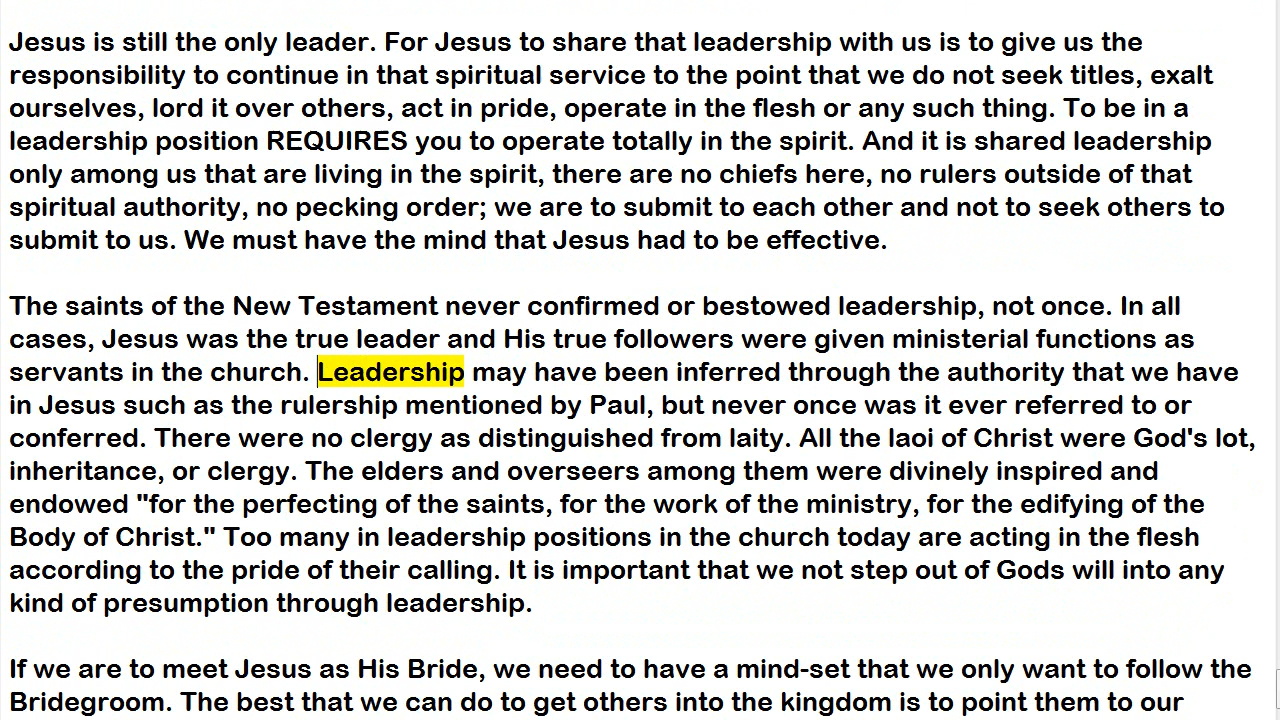 Jesus is still the only leader. For Jesus to share that leadership with us is to give us the
responsibility to continue in that spiritual service to the point that we do not seek titles, exalt
ourselves, lord it over others, act in pride, operate in the flesh or any such thing. To be in a
leadership position REQUIRES you to operate totally in the spirit. And it is shared leadership
only among us that are living in the spirit, there are no chiefs here, no rulers outside of that
spiritual authority, no pecking order; we are to submit to each other and not to seek others to
submit to us. We must have the mind that Jesus had to be effective.
The saints of the New Testament never confirmed or bestowed leadership, not once. In all
cases, Jesus was the true leader and His true followers were given ministerial functions as
servants in the church. Leadership may have been inferred through the authority that we have
in Jesus such as the rulership mentioned by Paul, but never once was it ever referred to or
conferred. There were no clergy as distinguished from laity. All the laoi of Christ were God's lot,
inheritance, or clergy. The elders and overseers among them were divinely inspired and
endowed "for the perfecting of the saints, for the work of the ministry, for the edifying of the
Body of Christ." Too many in leadership positions in the church today are acting in the flesh
according to the pride of their calling. It is important that we not step out of Gods will into any
kind of presumption through leadership.
If we are to meet Jesus as His Bride, we need to have a mind-set that we only want to follow the
Bridegroom. The best that we can do to get others into the kingdom is to point them to our